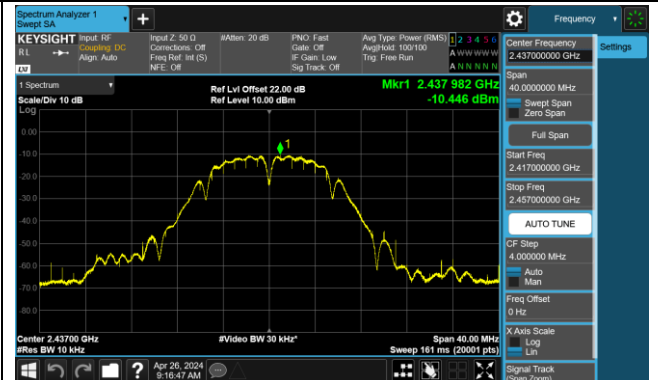 Spectrum Analyzer 1
Swept SA
+
Frequency
KEYSIGHT Input: RF
RL Coupling: DC
Align: Auto
LXI
Input Z: 50 Ω
Corrections: Off
Freq Ref: Int (S)
NFE: Off
#Atten: 20 dB
PNO: Fast
Gate: Off
IF Gain: Low
Sig Track: Off
Avg Type: Power (RMS)
Avg|Hold: 100/100
Trig: Free Run
1 2 3 4 5 6
A W W W W W
A N N N N N
1 Spectrum
Scale/Div 10 dB
Log
Ref Lvl Offset 22.00 dB
Ref Level 10.00 dBm
Mkr1 2.437 982 GHz
-10.446 dBm
1
0.00
-10.0
-20.0
-30.0
-40.0
-50.0
-60.0
-70.0
-80.0
Center 2.43700 GHz
#Res BW 10 kHz
#Video BW 30 kHz*
Span 40.00 MHz
Sweep 161 ms (20001 pts)
Apr 26, 2024
9:16:47 AM
Center Frequency
2.437000000 GHz
Settings
Span
40.0000000 MHz
Swept Span
Zero Span
Full Span
Start Freq
2.417000000 GHz
Stop Freq
2.457000000 GHz
AUTO TUNE
CF Step
4.000000 MHz
Auto
Man
Freq Offset
0 Hz
X Axis Scale
Log
Lin
Signal Track
(Span Zoom)